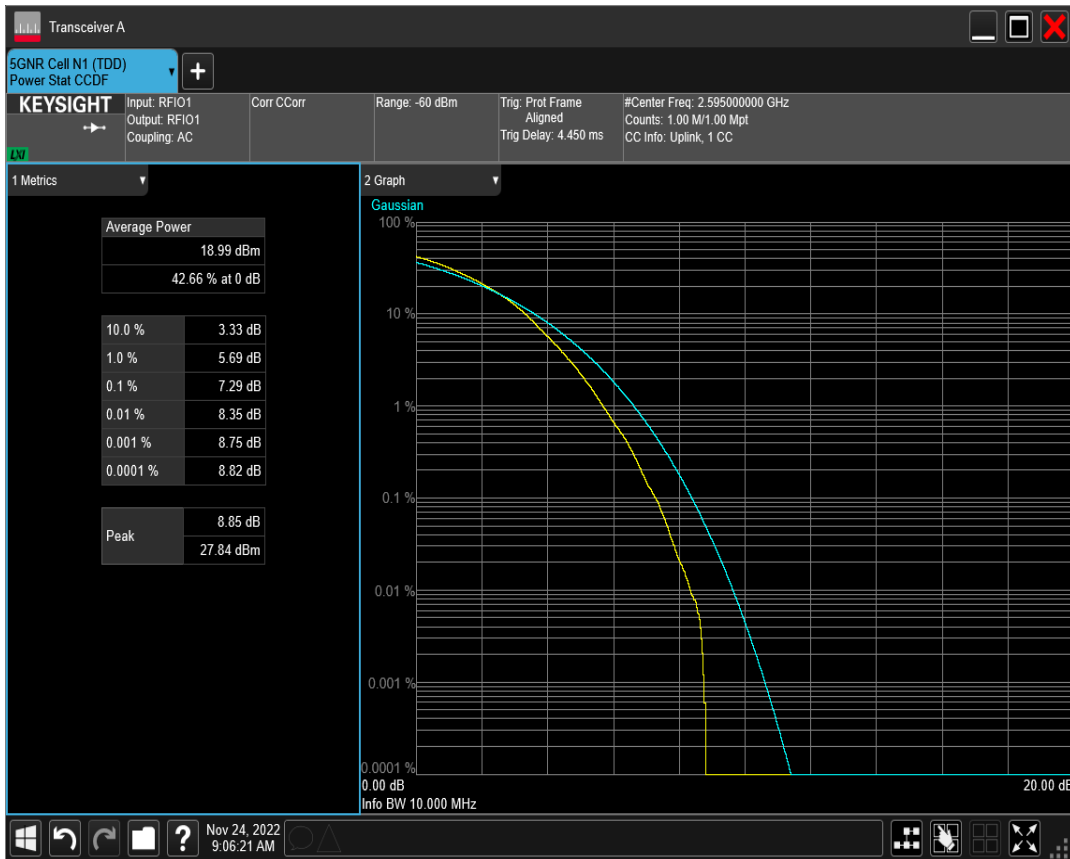 Transceiver A
5GNR Cell N1 (TDD)
Power Stat CCDF
KEYSIGHT
LXI
Input: RFIO1
Output: RFIO1
Coupling: AC
Corr CCorr
Range: -60 dBm
Trig: Prot Frame
Aligned
Trig Delay: 4.450 ms
#Center Freq: 2.595000000 GHz
Counts: 1.00 M/1.00 Mpt
CC Info: Uplink, 1 CC
1 Metrics
Average Power
18.99 dBm
42.66 % at 0 dB
10.0 % 3.33 dB
1.0 % 5.69 dB
0.1 % 7.29 dB
0.01 % 8.35 dB
0.001 % 8.75 dB
0.0001 % 8.82 dB
Peak
8.85 dB
27.84 dBm
2 Graph
Gaussian
100 %
10 %
1 %
0.1 %
0.01 %
0.001 %
0.0001 %
0.00 dB 20.00 dB
Info BW 10.000 MHz
?
Nov 24, 2022
9:06:21 AM